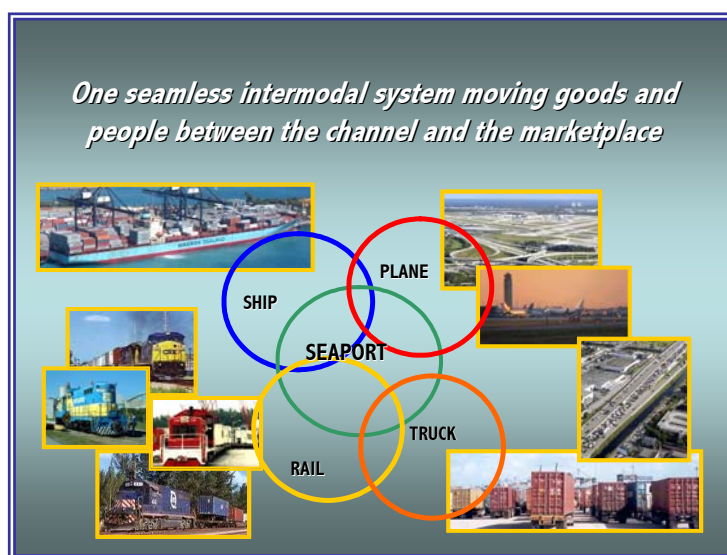 One seamless intermodal system moving goods and
people between the channel and the marketplace
PLANE
SHIP
SEAPORT
TRUCK
RAIL